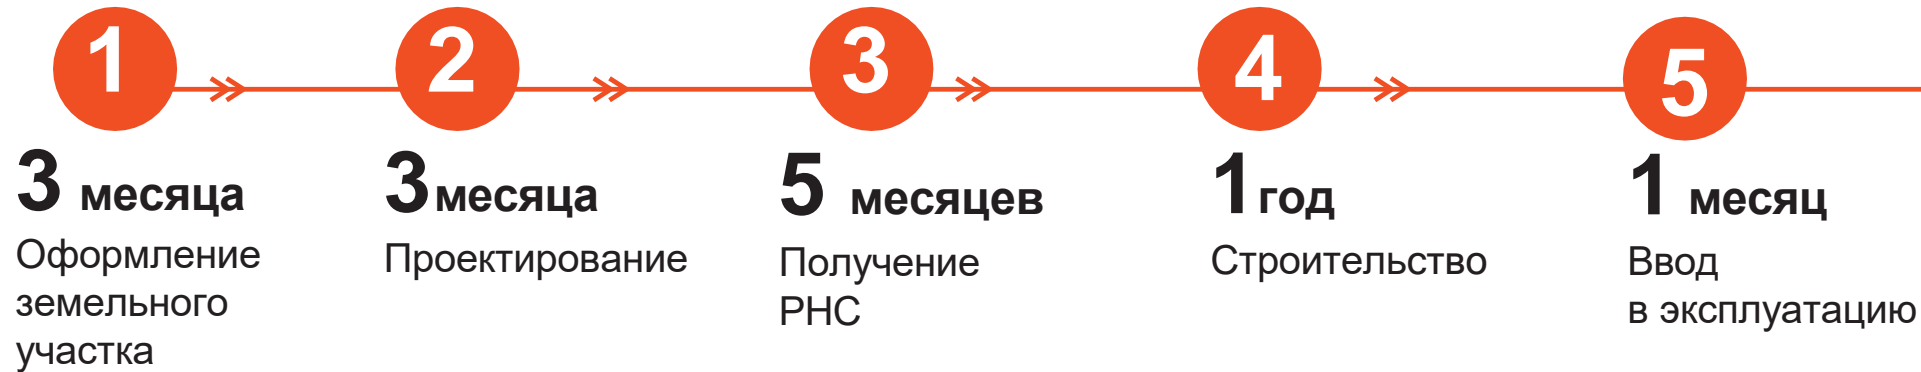 1
2
3
4
5
3 месяца
Оформление
земельного
участка
3 месяца
Проектирование
5 месяцев
Получение
РНС
1 год
Строительство
1 месяц
Ввод
в эксплуатацию